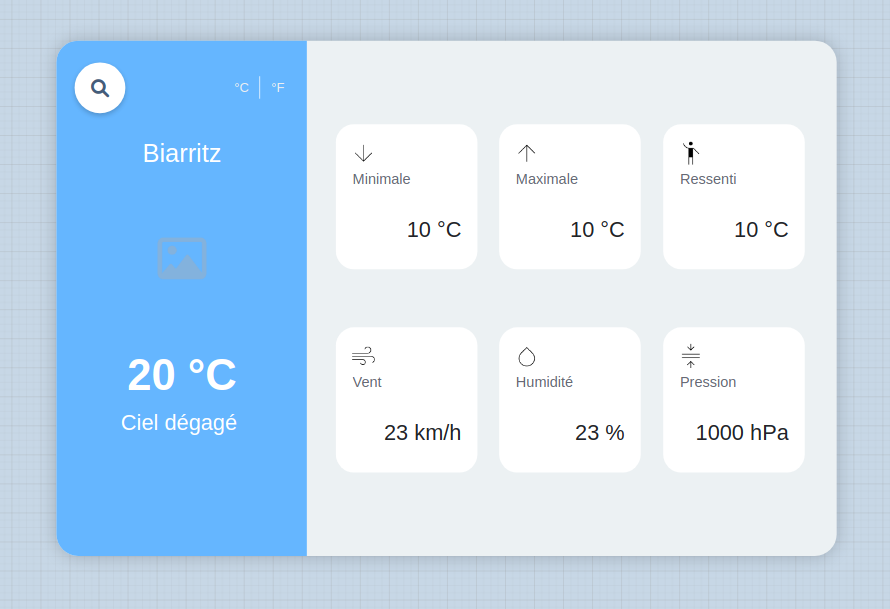 °C °F
Biarritz
20 °C
Ciel dégagé
Minimale
10 °C
Maximale
10 °C
Ressenti
10 °C
Vent
23 km/h
Humidité
23 %
Pression
1000 hPa